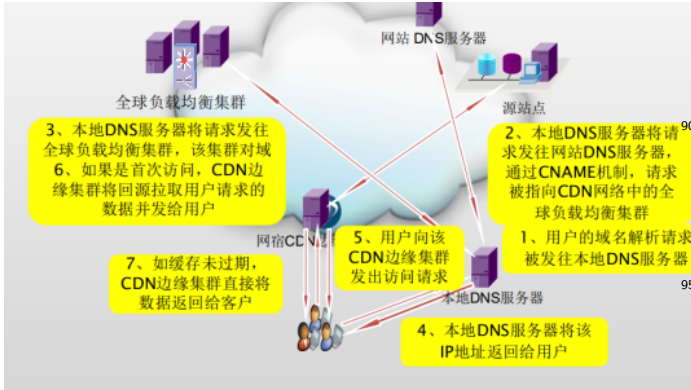 网站 DNS服务器
全球负载均衡集群
源站点
3、本地DNS服务器将请求发往
全球负载均衡集群，该集群对域
6、如果是首次访问，CDN边
缘集群将回源拉取用户请求的
数据并发给用户
2、本地DNS服务器将请
求发往网站DNS服务器，
通过CNAME机制，请求
被指向CDN网络中的全
球负载均衡集群
90
网宿CDN
5、用户向该
CDN边缘集群
发出访问请求
1、用户的域名解析请求
被发往本地DNS服务器
7、如缓存未过期，
CDN边缘集群直接将
数据返回给客户
本地DNS服务器
95
4、本地DNS服务器将该
IP地址返回给用户